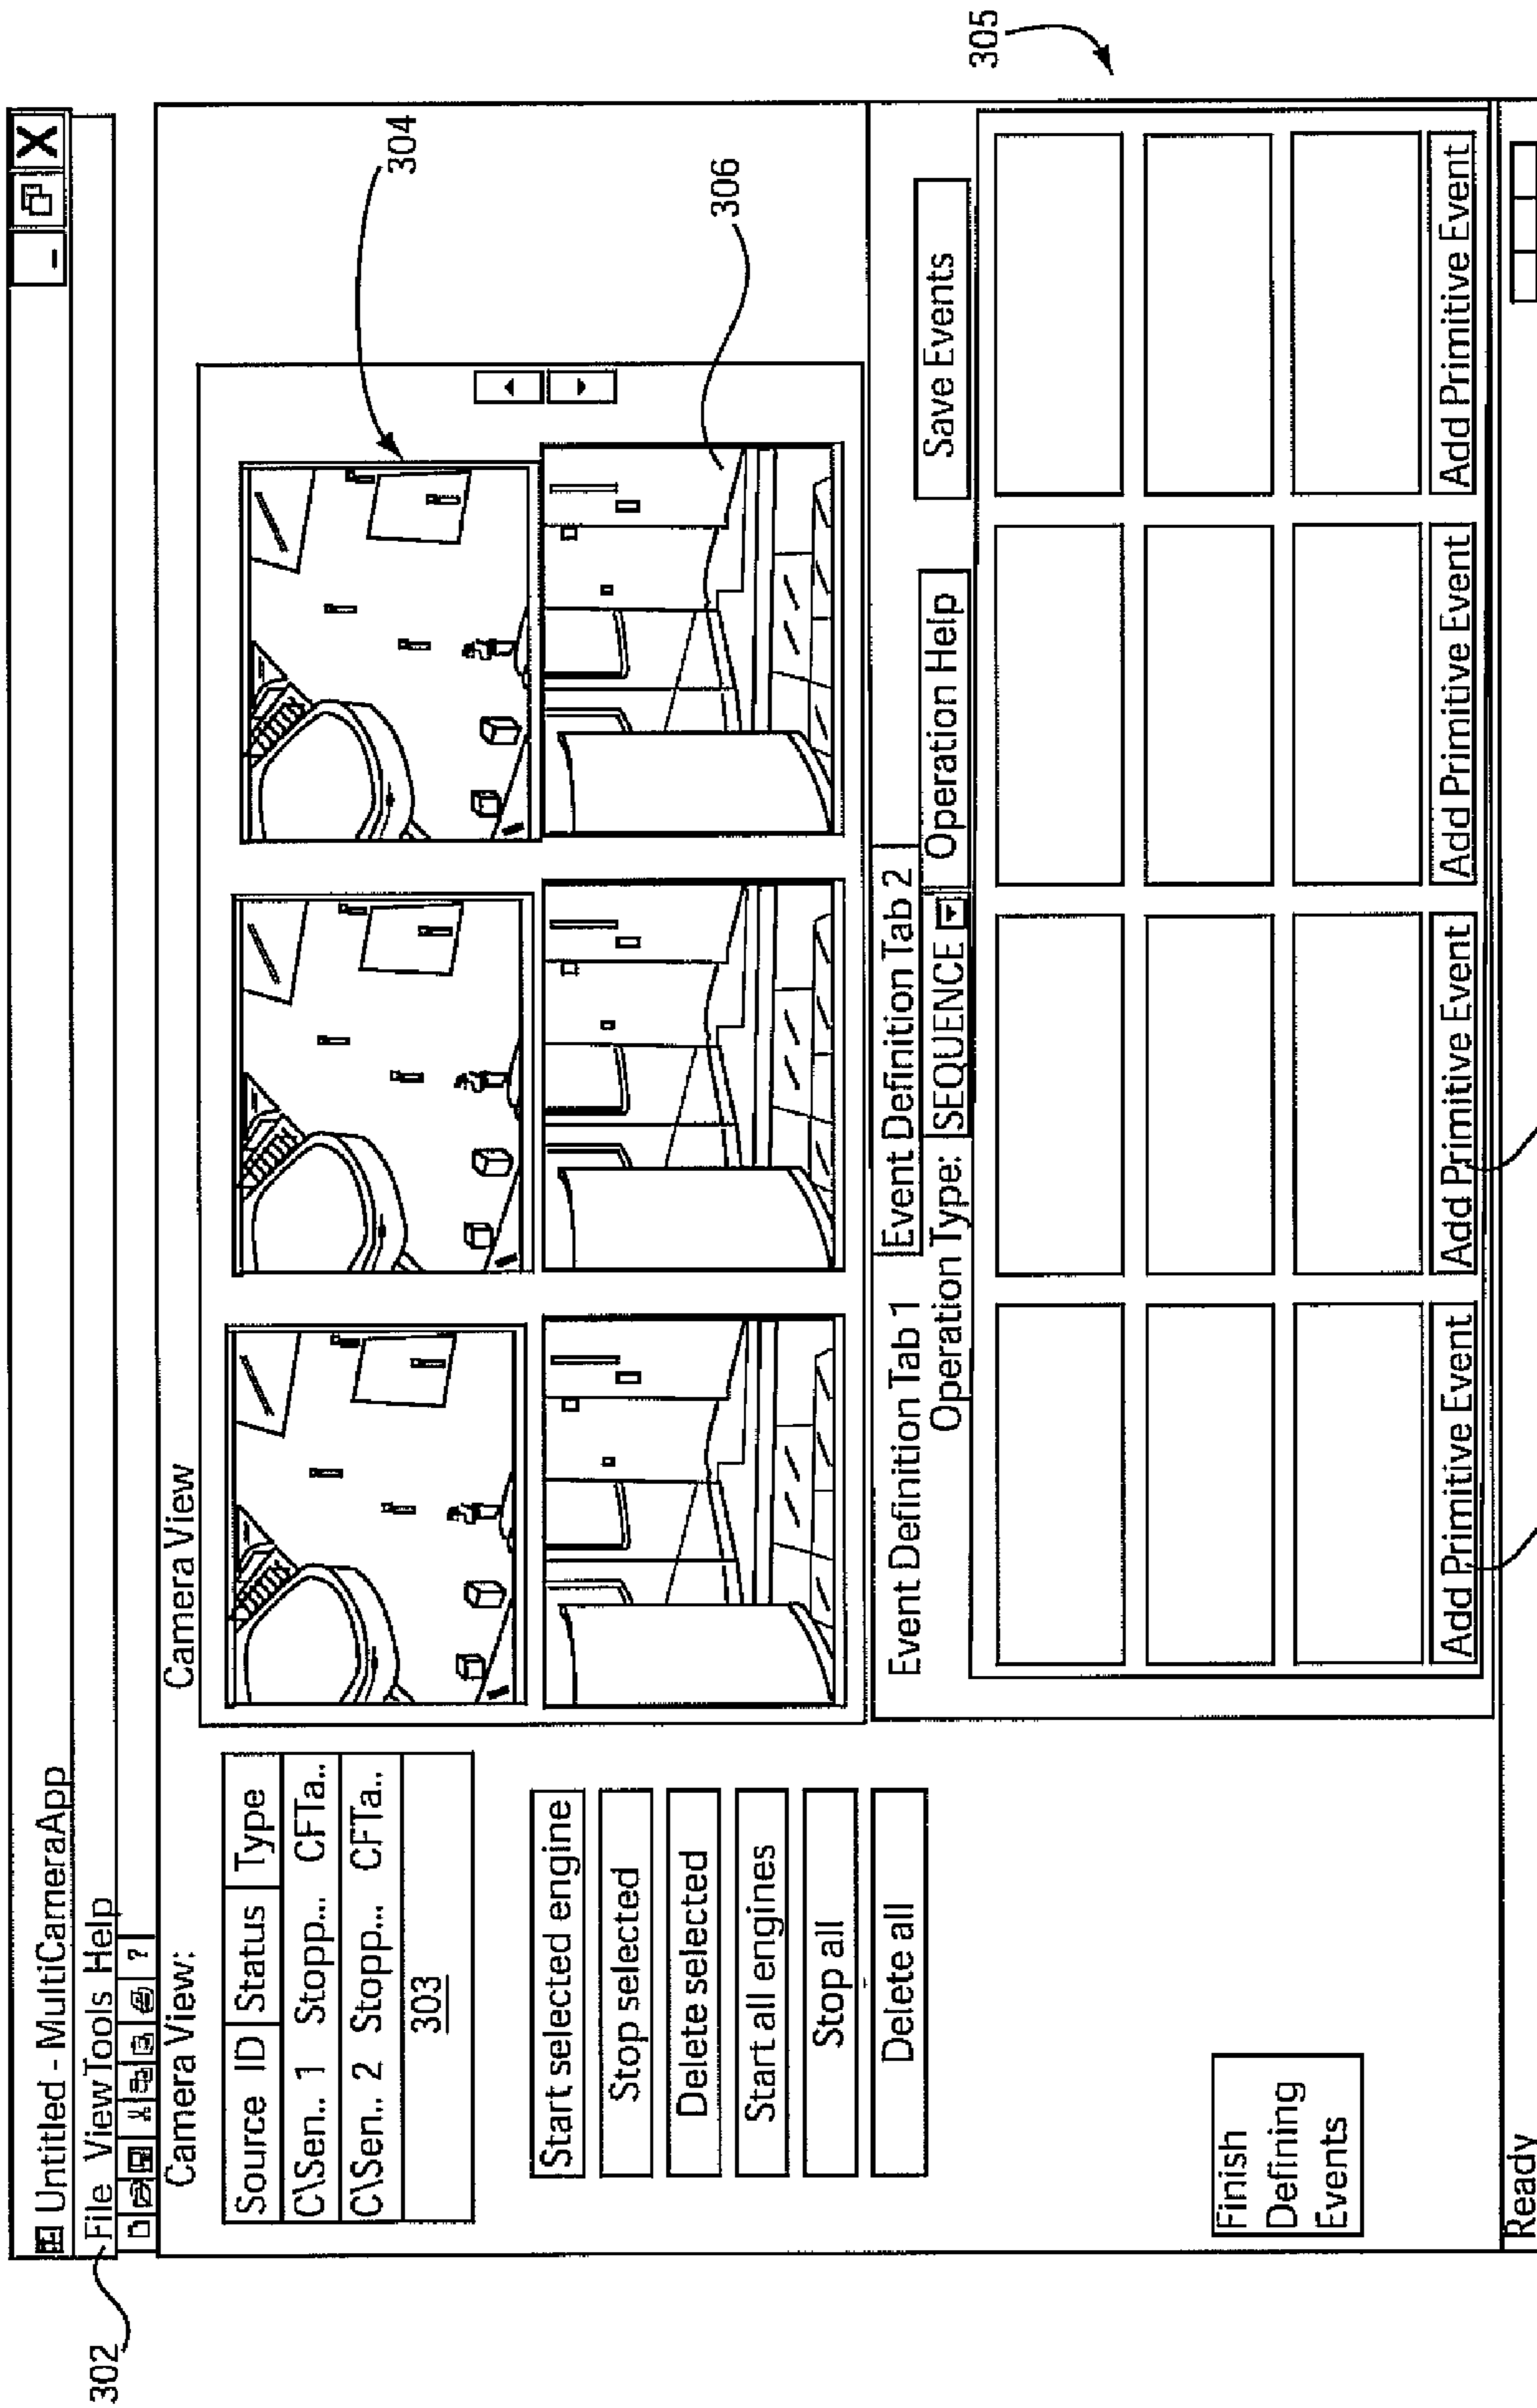 Untitled - MultiCameraApp
302
File View Tools Help
?
Camera View:
Camera View
Source ID Status Type
C\Sen.. 1 Stopp... CFTa..
C\Sen.. 2 Stopp... CFTa..
303
304
306
Start selected engine
Stop selected
Delete selected
Start all engines
Stop all
Delete all
Event Definition Tab 1 Event Definition Tab 2
Operation Type: SEQUENCE Operation Help Save Events
305
Finish
Defining
Events
Add Primitive Event Add Primitive Event Add Primitive Event Add Primitive Event
Ready